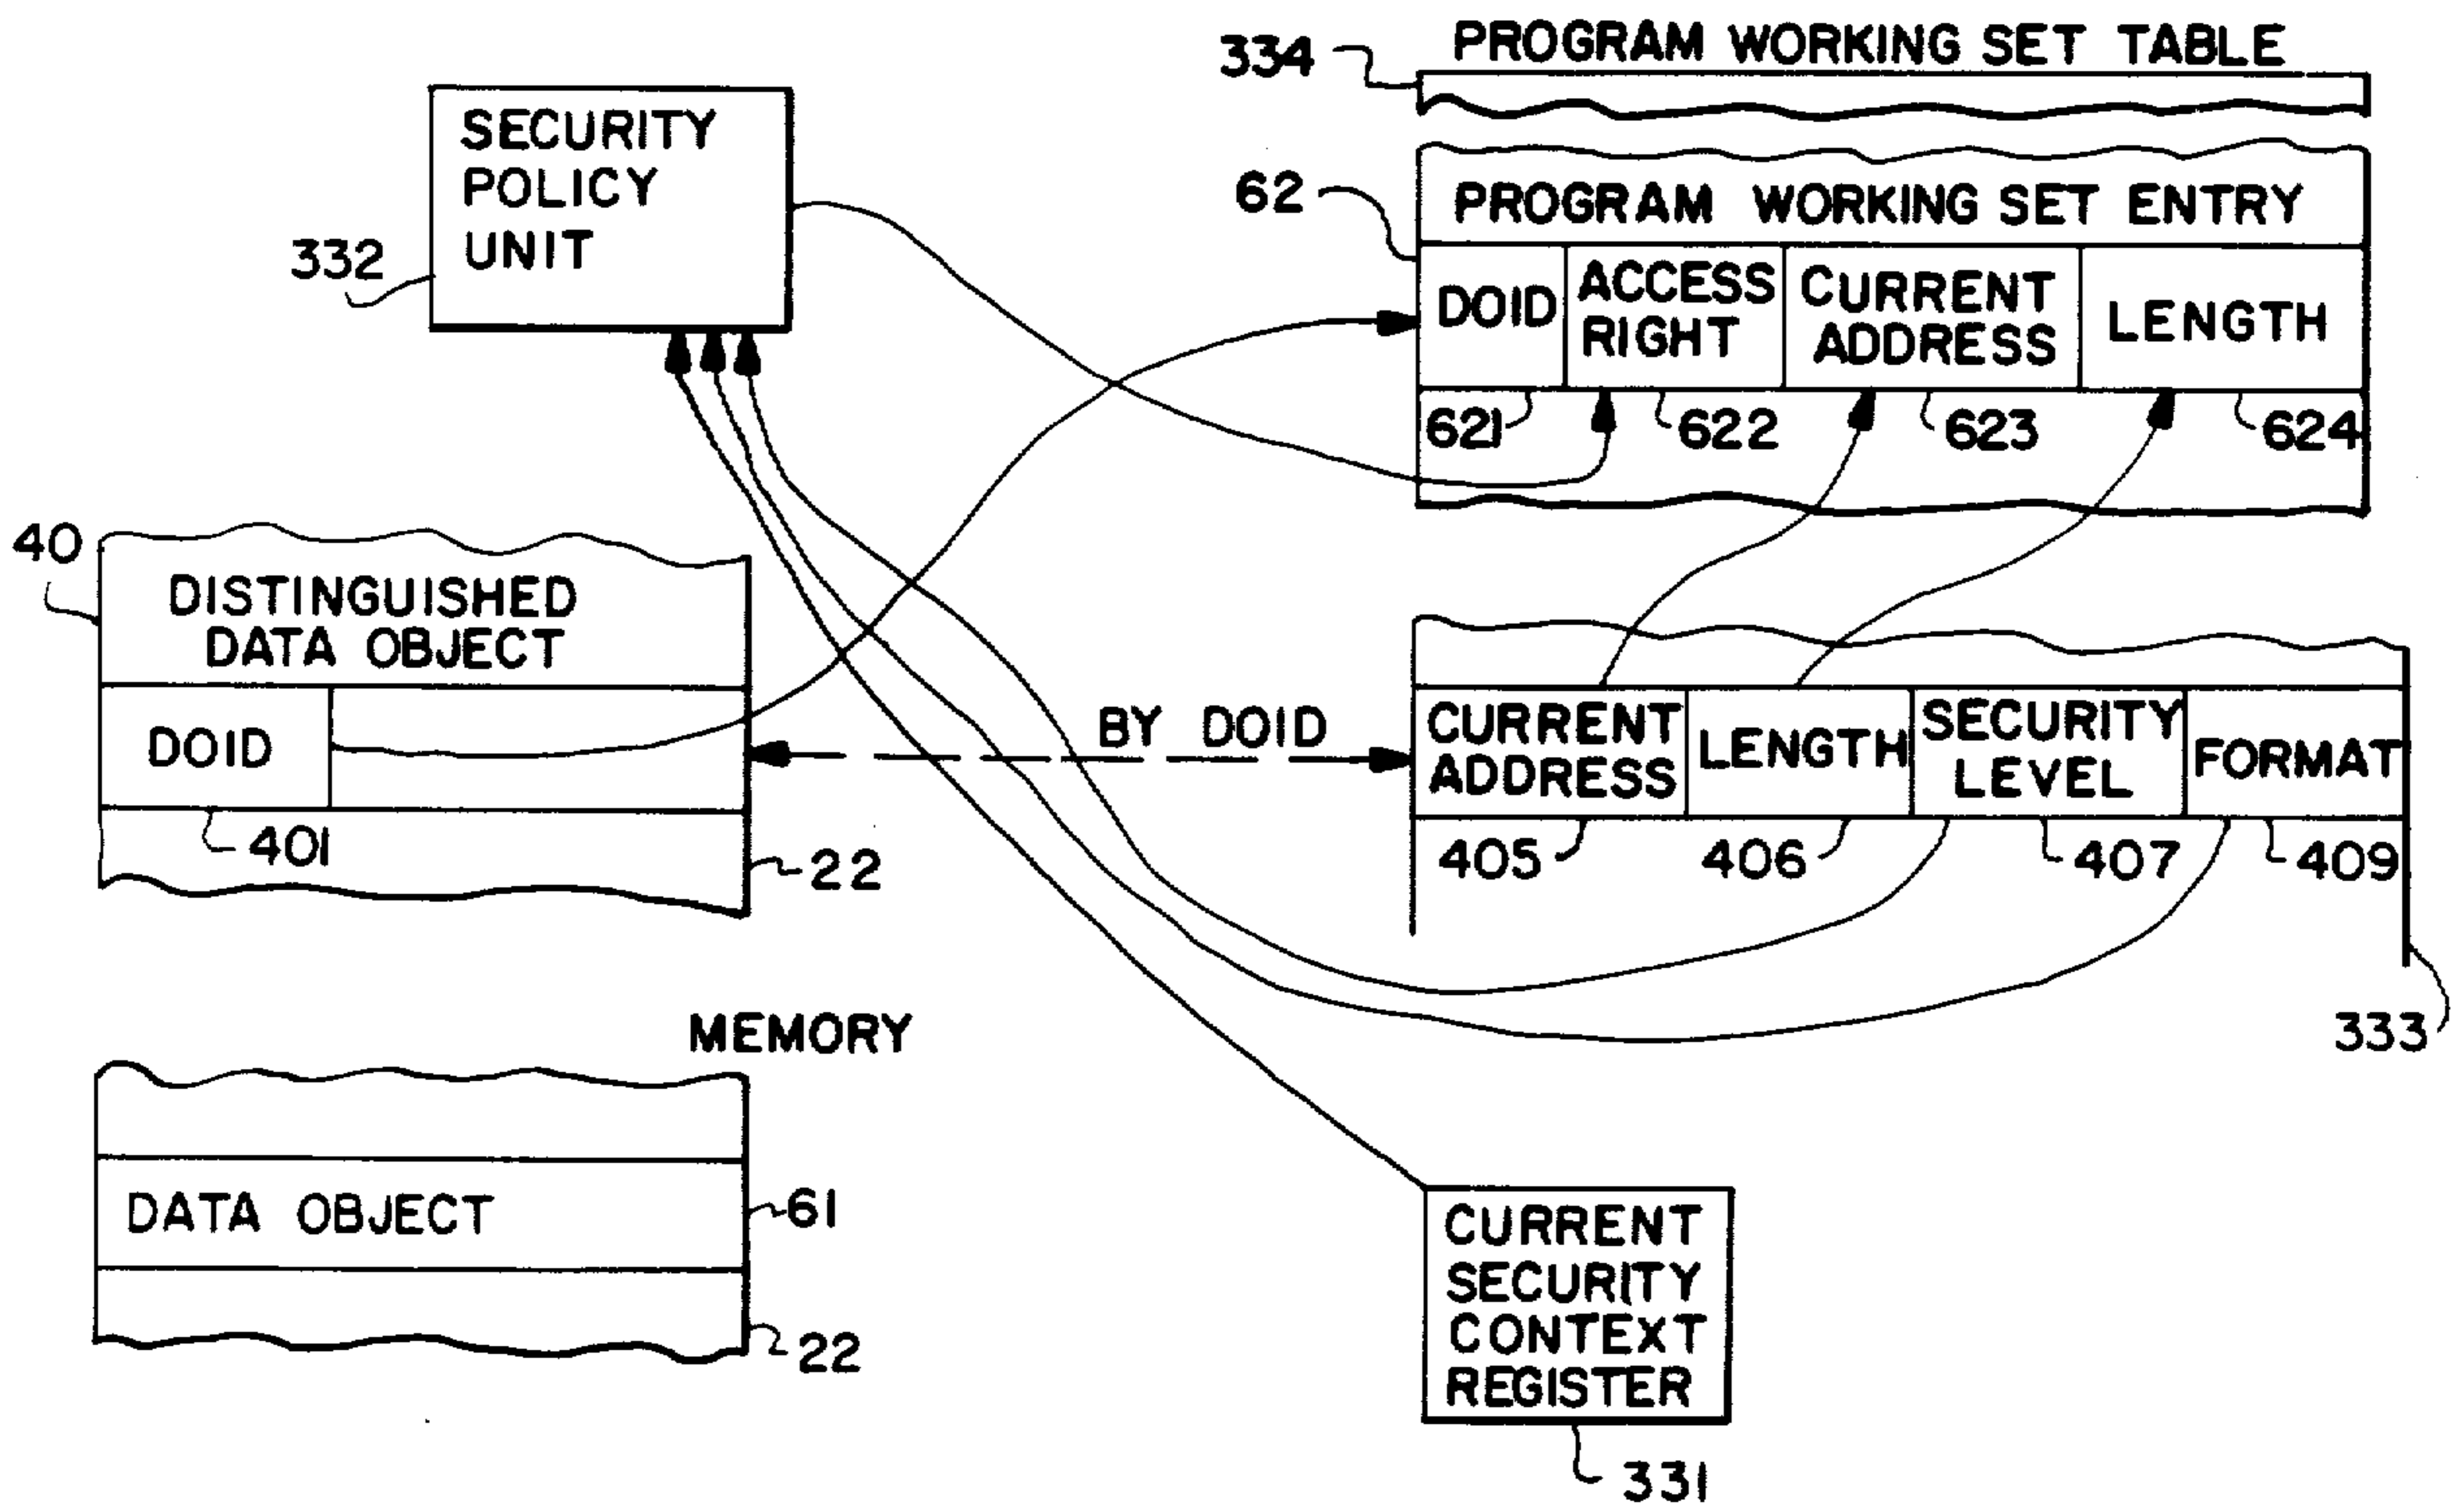 334
PROGRAM WORKING SET TABLE
SECURITY
POLICY
UNIT
332
62
PROGRAM WORKING SET ENTRY
DOID
ACCESS
RIGHT
CURRENT
ADDRESS
LENGTH
621
622
623
624
40
DISTINGUISHED
DATA OBJECT
DOID
401
22
BY DOID
CURRENT
ADDRESS
LENGTH
SECURITY
LEVEL
FORMAT
405
406
407
409
333
MEMORY
DATA OBJECT
61
22
CURRENT
SECURITY
CONTEXT
REGISTER
331